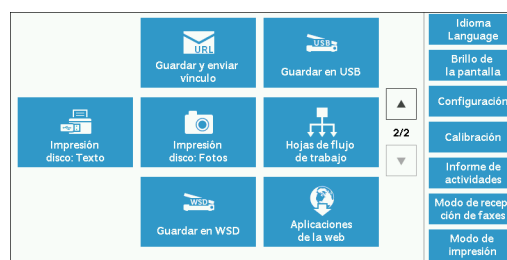 URL
Guardar y enviar
vínculo
USB
Guardar en USB
Impresión
disco: Texto
Impresión
disco: Fotos
Hojas de flujo
de trabajo
WSD
Guardar en WSD
Aplicaciones
de la web
2/2
Idioma
Language
Brillo de
la pantalla
Configuración
Calibración
Informe de
actividades
Modo de recep
ción de faxes
Modo de
impresión